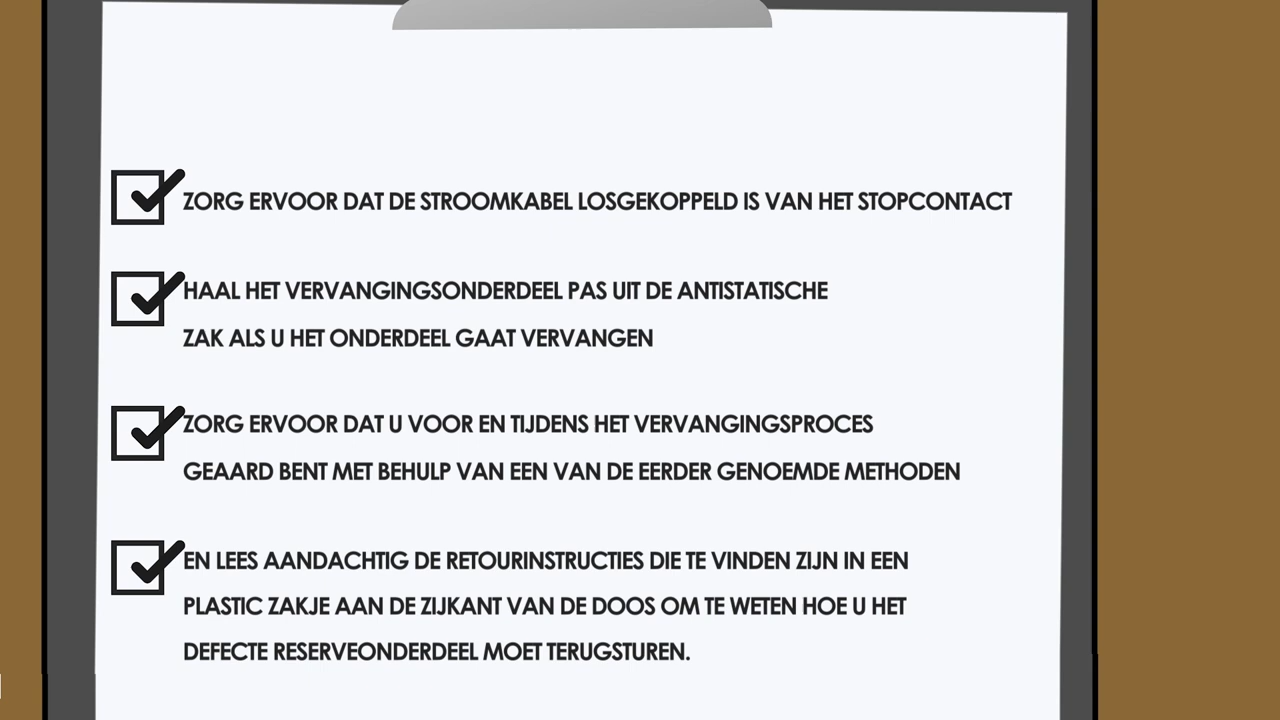 ZORG ERVOOR DAT DE STROOMKABEL LOSGEKOPPELD IS VAN HET STOPCONTACT
HAAL HET VERVANGINGSONDERDEEL PAS UIT DE ANTISTATISCHE
ZAK ALS U HET ONDERDEEL GAAT VERVANGEN
ZORG ERVOOR DAT U VOOR EN TIJDENS HET VERVANGINGSPROCES
GEAARD BENT MET BEHULP VAN EEN VAN DE EERDER GENOEMDE METHODEN
EN LEES AANDACHTIG DE RETOURINSTRUCTIES DIE TE VINDEN ZIJN IN EEN
PLASTIC ZAKJE AAN DE ZIJKANT VAN DE DOOS OM TE WETEN HOE U HET
DEFECTE RESERVEONDERDEEL MOET TERUGSTUREN.